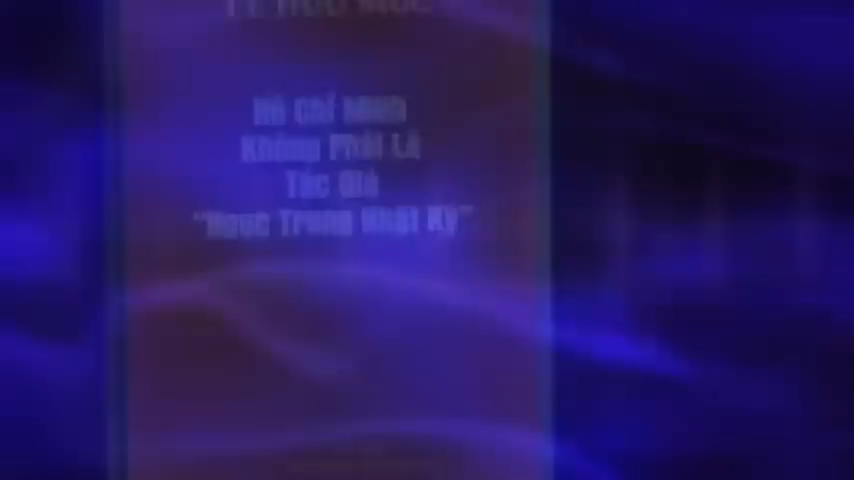 Hồ Chí Minh
Không Phải Là
Tác Giả
"Ngục Trung Nhật Ký"